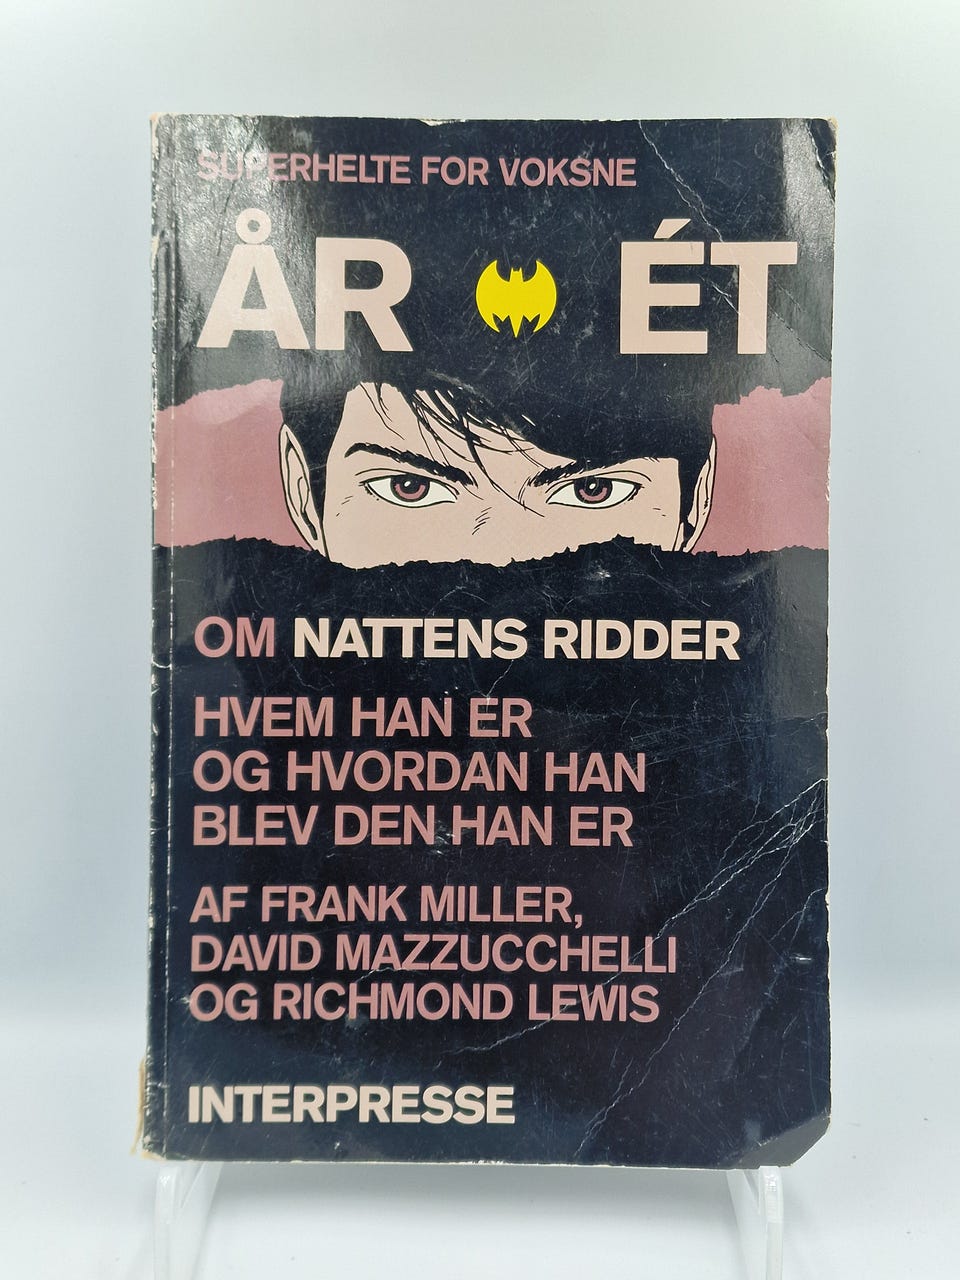 SUPERHELTE FOR VOKSNE
ÅR ÉT
OM NATTENS RIDDER
HVEM HAN ER
OG HVORDAN HAN
BLEV DEN HAN ER
AF FRANK MILLER,
DAVID MAZZUCCHELLI
OG RICHMOND LEWIS
INTERPRESSE